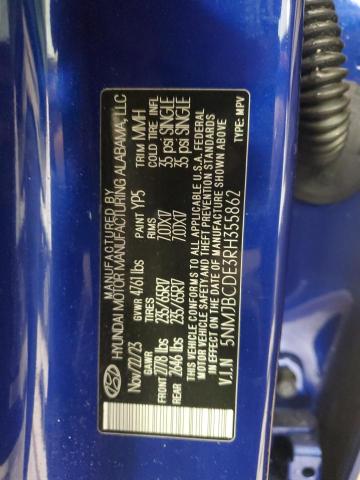 MANUFACTURED BY
HYUNDAI MOTOR MANUFACTURING ALABAMA, LLC
Nov/22/23 GVWR 4761 lbs PAINT YP5 TRIM MMH
GAWR TIRES RIMS COLD TIRE INFL
FRONT 2778 lbs 235/65R17 7.0JX17 35 psi SINGLE
REAR 2646 lbs 235/65R17 7.0JX17 35 psi SINGLE
THIS VEHICLE CONFORMS TO ALL APPLICABLE U.S.A FEDERAL
MOTOR VEHICLE SAFETY AND THEFT PREVENTION STANDARDS
IN EFFECT ON THE DATE OF MANUFACTURE SHOWN ABOVE.
V.I.N 5NMJBCDE3RH355862 TYPE: MPV